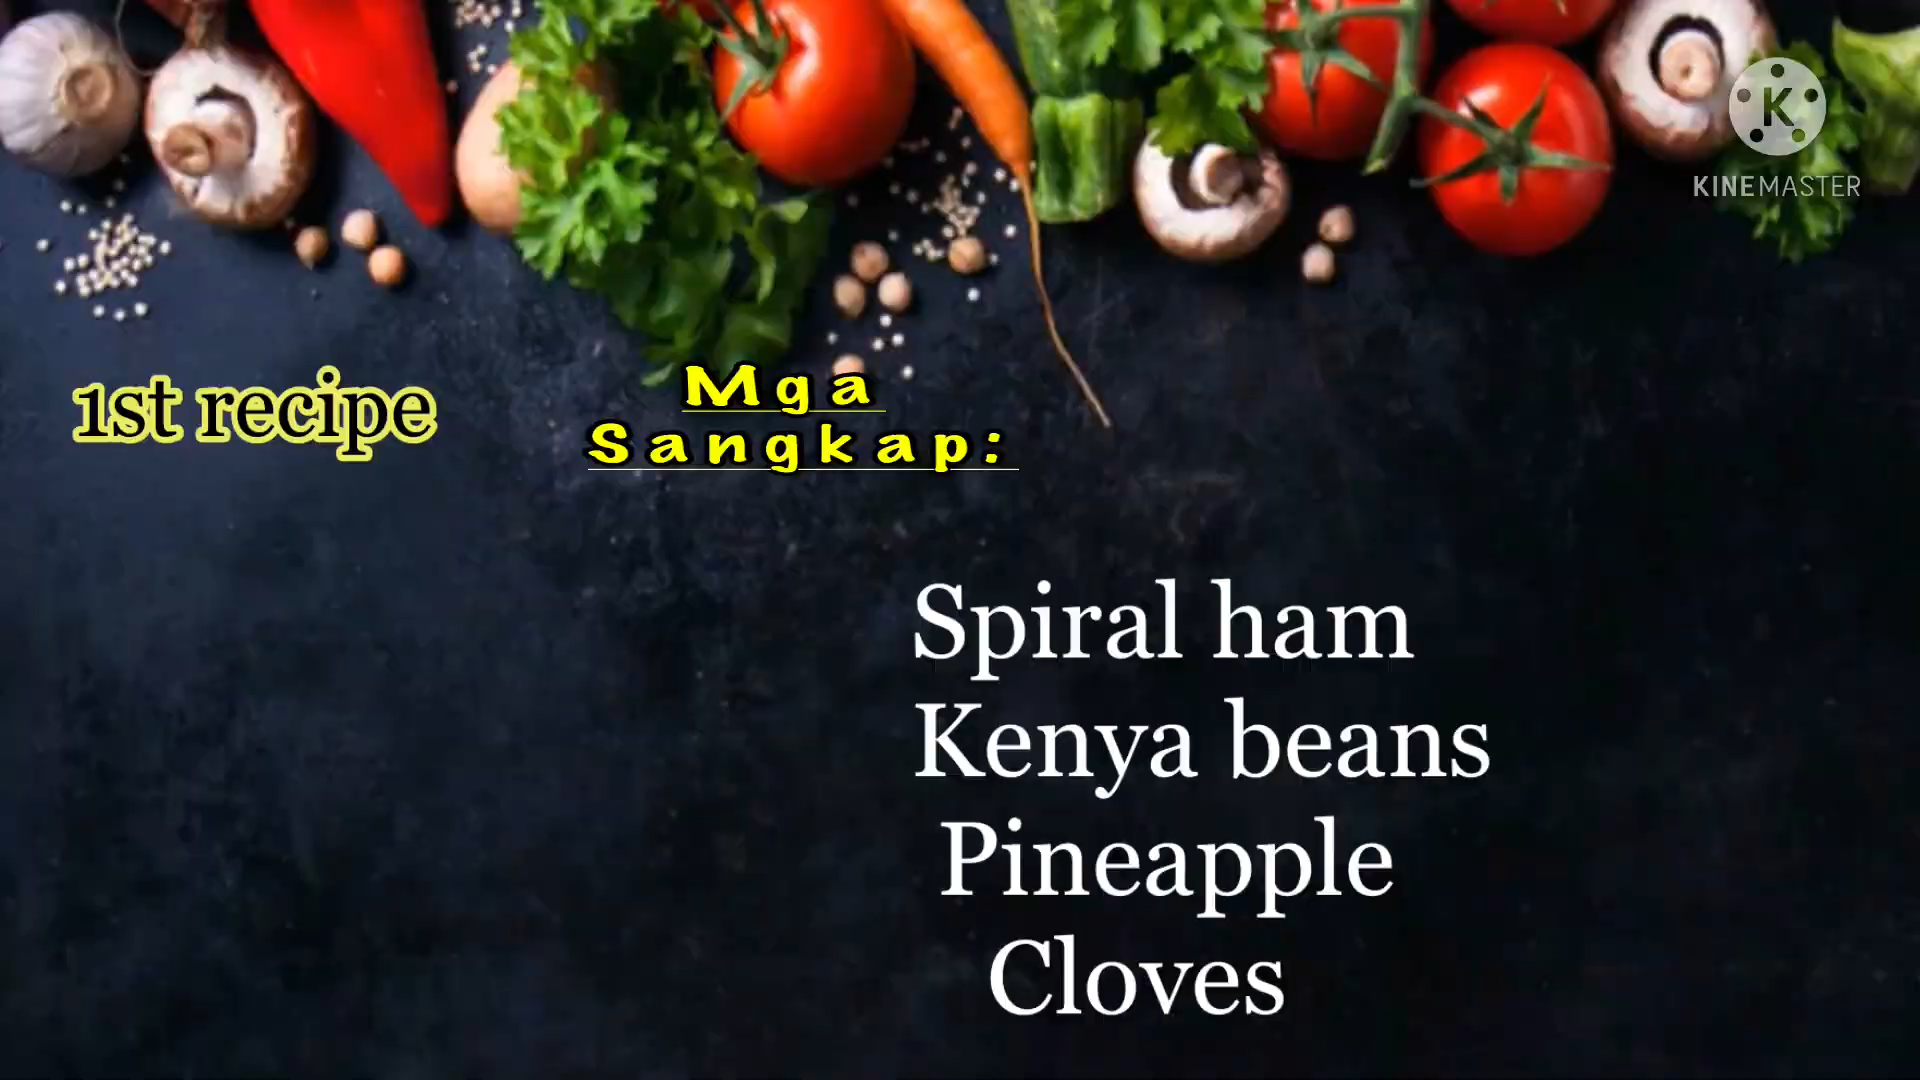 K
KINEMASTER
1st recipe
Mga
Sangkap:
Spiral ham
Kenya beans
Pineapple
Cloves